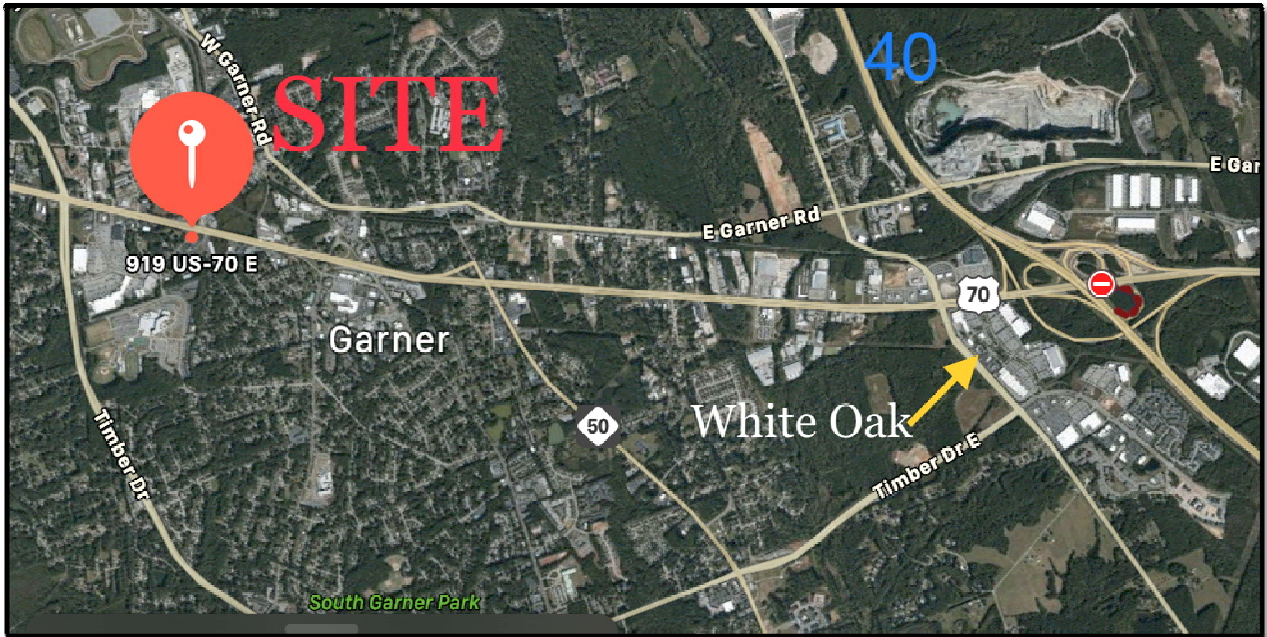 40
W Garner Rd
SITE
E Gar
E Garner Rd
919 US-70 E
70
Garner
White Oak
50
Timber Dr
Timber Dr E
South Garner Park